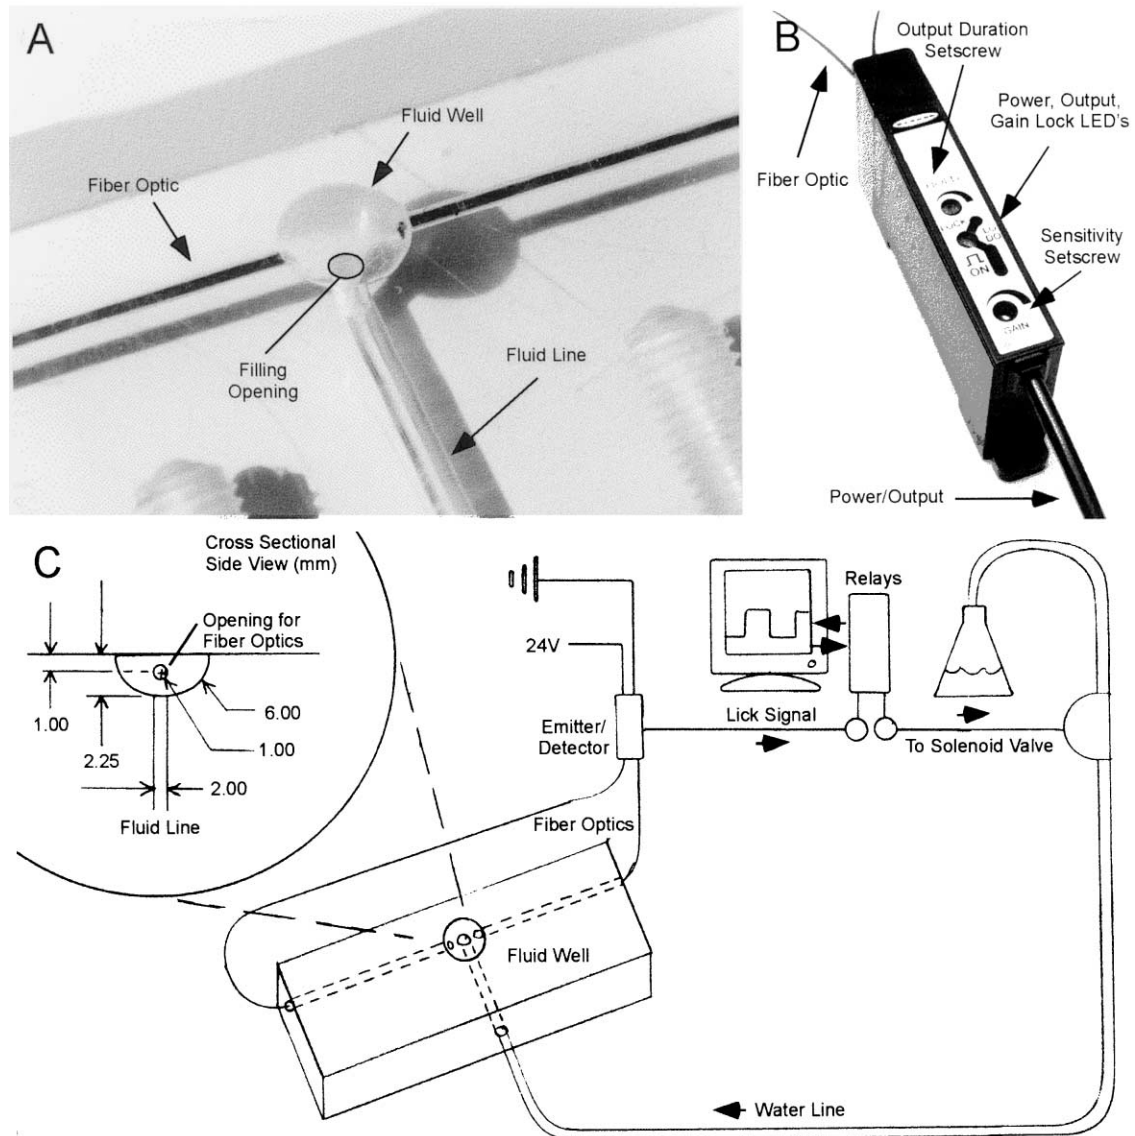 A
Fluid Well
Fiber Optic
Filling
Opening
Fluid Line
B
Output Duration
Setscrew
Power, Output,
Gain Lock LED's
Fiber Optic
LOCK
ON
Sensitivity
Setscrew
GAIN
Power/Output
C
Cross Sectional
Side View (mm)
Opening for
Fiber Optics
1.00
2.25
6.00
1.00
2.00
Fluid Line
24V
Emitter/
Detector
Relays
Lick Signal
To Solenoid Valve
Fiber Optics
Fluid Well
Water Line